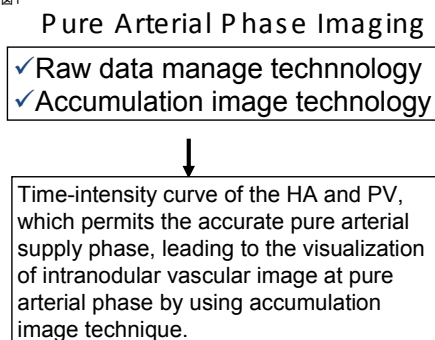 図1
Pure Arterial Phase Imaging
✓Raw data manage technnology
✓Accumulation image technology
Time-intensity curve of the HA and PV,
which permits the accurate pure arterial
supply phase, leading to the visualization
of intranodular vascular image at pure
arterial phase by using accumulation
image technique.